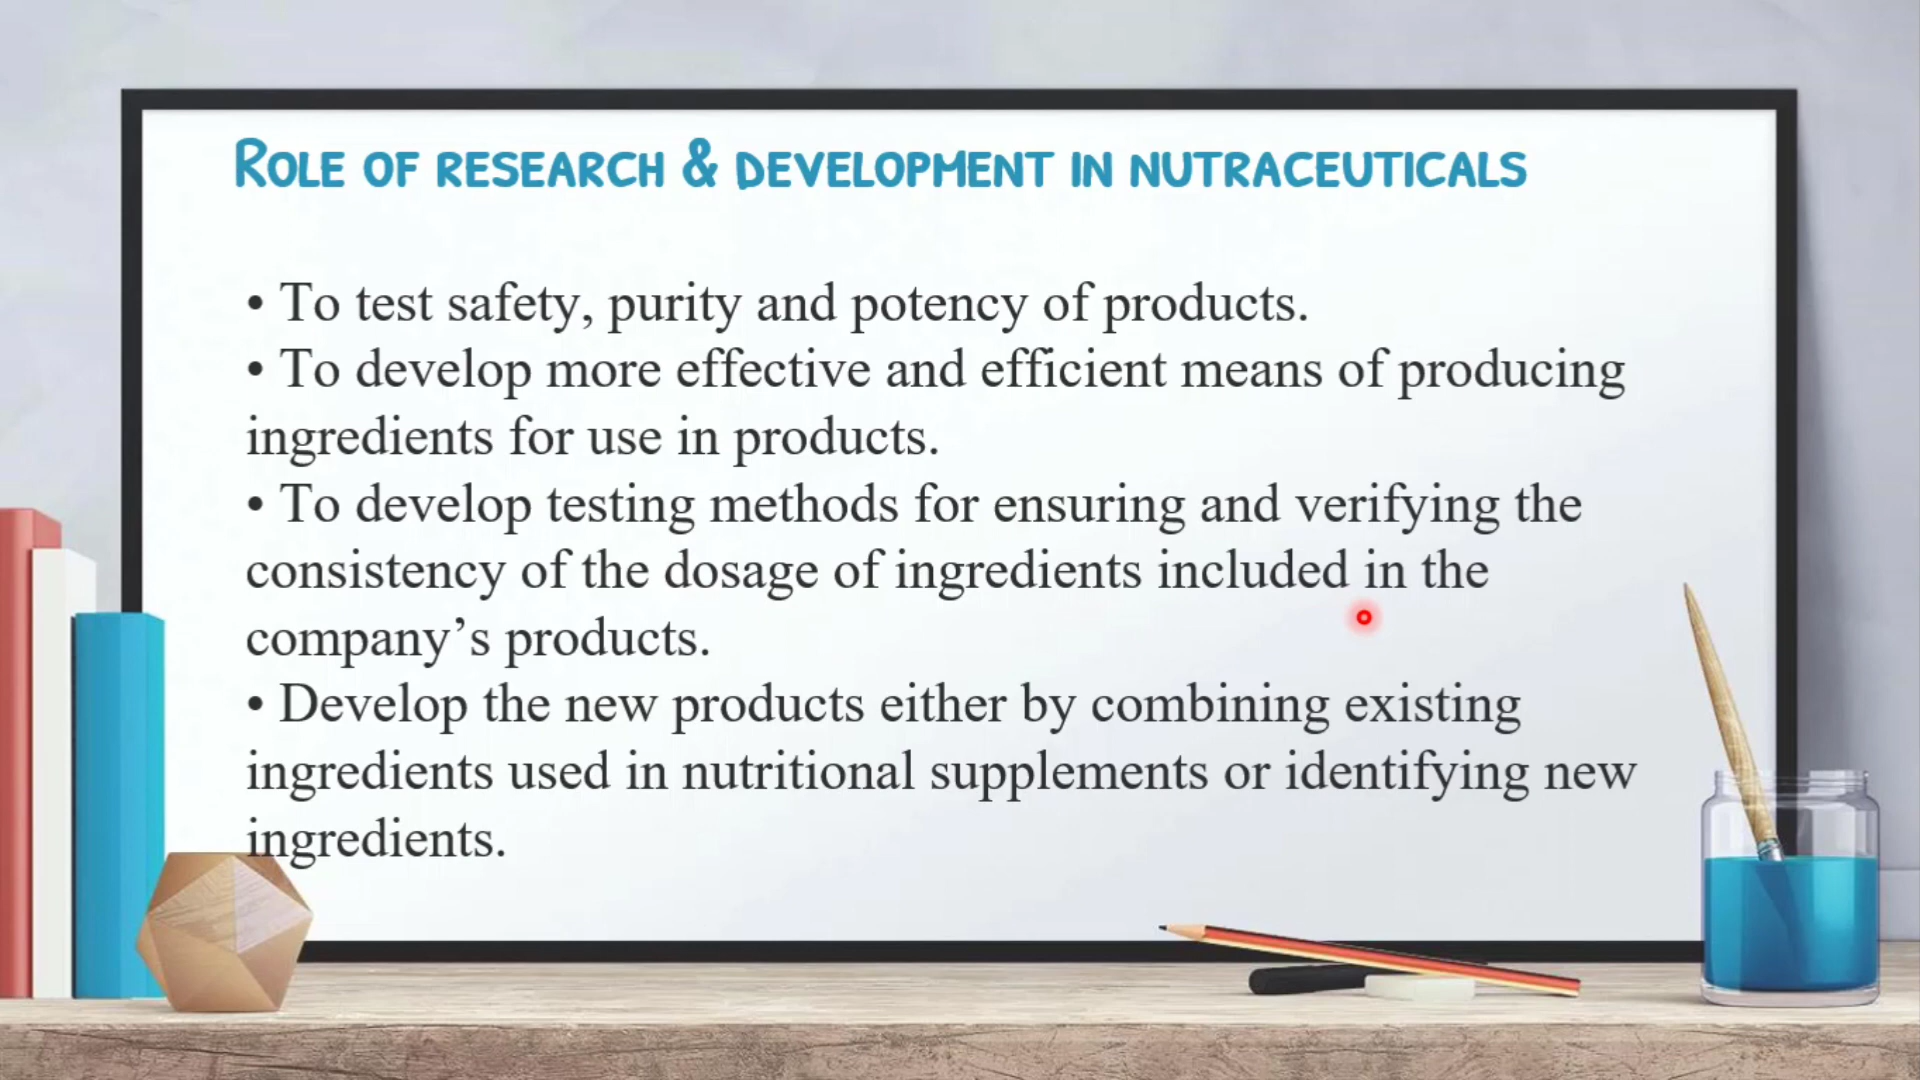 Role of research & development in nutraceuticals
• To test safety, purity and potency of products.
• To develop more effective and efficient means of producing
ingredients for use in products.
• To develop testing methods for ensuring and verifying the
consistency of the dosage of ingredients included in the
company’s products.
• Develop the new products either by combining existing
ingredients used in nutritional supplements or identifying new
ingredients.